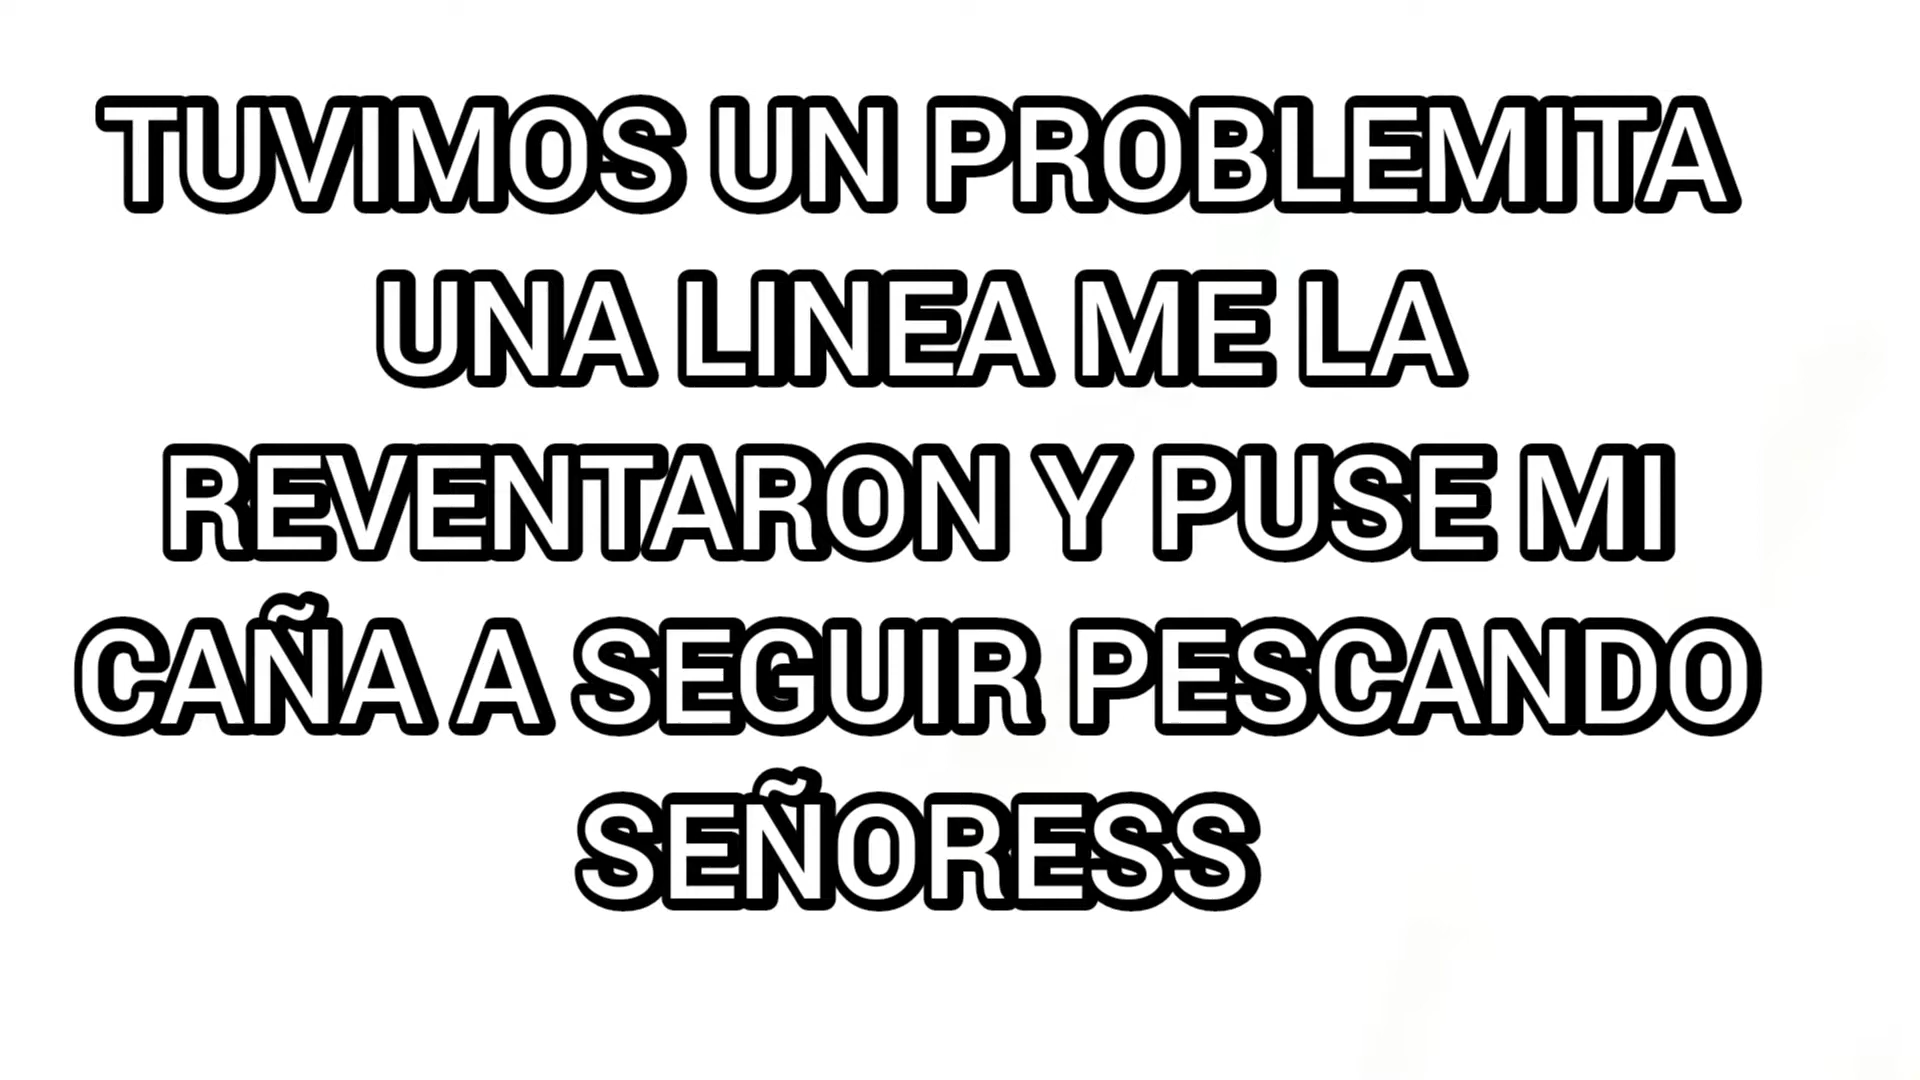 TUVIMOS UN PROBLEMITA
UNA LINEA ME LA
REVENTARON Y PUSE MI
CAÑA A SEGUIR PESCANDO
SEÑORESS